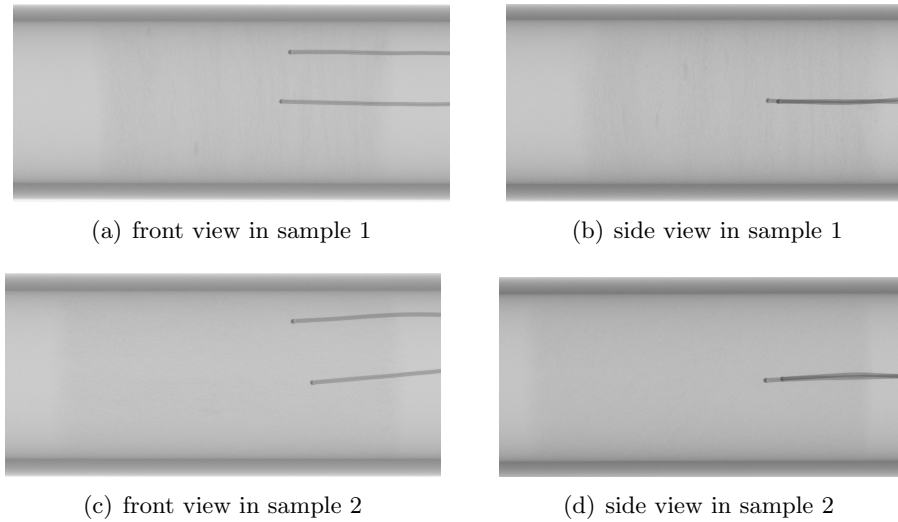 (a) front view in sample 1
(b) side view in sample 1
(c) front view in sample 2
(d) side view in sample 2